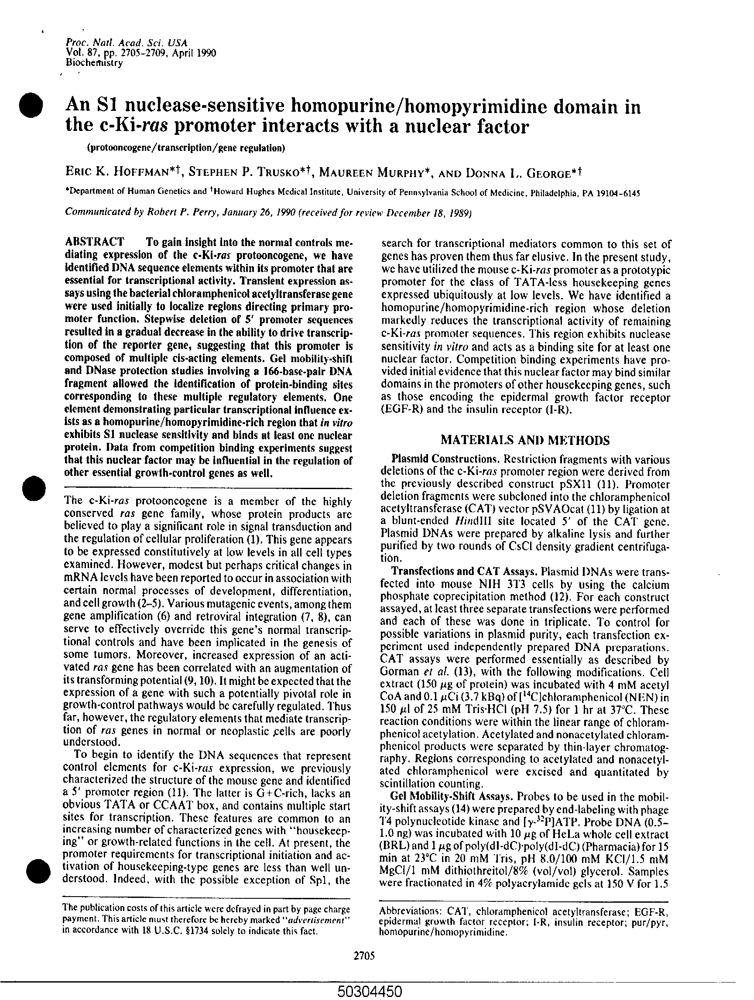 Proc. Natl. Acad. Sci. USA
Vol. 87, pp. 2705-2709, April 1990
Biochemistry
An S1 nuclease-sensitive homopurine/homopyrimidine domain in
the c-Ki-ras promoter interacts with a nuclear factor
(protooncogene/transcription/gene regulation)
ERIC K. HOFFMAN*†, STEPHEN P. TRUSKO*†, MAUREEN MURPHY*, AND DONNA L. GEORGE*†
*Department of Human Genetics and †Howard Hughes Medical Institute, University of Pennsylvania School of Medicine, Philadelphia, PA 19104-6145
Communicated by Robert P. Perry, January 26, 1990 (received for review December 18, 1989)
ABSTRACT To gain insight into the normal controls me-
diating expression of the c-Ki-ras protooncogene, we have
identified DNA sequence elements within its promoter that are
essential for transcriptional activity. Transient expression as-
says using the bacterial chloramphenicol acetyltransferase gene
were used initially to localize regions directing primary pro-
moter function. Stepwise deletion of 5′ promoter sequences
resulted in a gradual decrease in the ability to drive transcrip-
tion of the reporter gene, suggesting that this promoter is
composed of multiple cis-acting elements. Gel mobility-shift
and DNase protection studies involving a 166-base-pair DNA
fragment allowed the identification of protein-binding sites
corresponding to these multiple regulatory elements. One
element demonstrating particular transcriptional influence ex-
ists as a homopurine/homopyrimidine-rich region that in vitro
exhibits S1 nuclease sensitivity and binds at least one nuclear
protein. Data from competition binding experiments suggest
that this nuclear factor may be influential in the regulation of
other essential growth-control genes as well.
The c-Ki-ras protooncogene is a member of the highly
conserved ras gene family, whose protein products are
believed to play a significant role in signal transduction and
the regulation of cellular proliferation (1). This gene appears
to be expressed constitutively at low levels in all cell types
examined. However, modest but perhaps critical changes in
mRNA levels have been reported to occur in association with
certain normal processes of development, differentiation,
and cell growth (2-5). Various mutagenic events, among them
gene amplification (6) and retroviral integration (7, 8), can
serve to effectively override this gene's normal transcrip-
tional controls and have been implicated in the genesis of
some tumors. Moreover, increased expression of an acti-
vated ras gene has been correlated with an augmentation of
its transforming potential (9, 10). It might be expected that the
expression of a gene with such a potentially pivotal role in
growth-control pathways would be carefully regulated. Thus
far, however, the regulatory elements that mediate transcrip-
tion of ras genes in normal or neoplastic cells are poorly
understood.
To begin to identify the DNA sequences that represent
control elements for c-Ki-ras expression, we previously
characterized the structure of the mouse gene and identified
a 5′ promoter region (11). The latter is G+C-rich, lacks an
obvious TATA or CCAAT box, and contains multiple start
sites for transcription. These features are common to an
increasing number of characterized genes with "housekeep-
ing" or growth-related functions in the cell. At present, the
promoter requirements for transcriptional initiation and ac-
tivation of housekeeping-type genes are less than well un-
derstood. Indeed, with the possible exception of Sp1, the
The publication costs of this article were defrayed in part by page charge
payment. This article must therefore be hereby marked "advertisement"
in accordance with 18 U.S.C. §1734 solely to indicate this fact.
search for transcriptional mediators common to this set of
genes has proven them thus far elusive. In the present study,
we have utilized the mouse c-Ki-ras promoter as a prototypic
promoter for the class of TATA-less housekeeping genes
expressed ubiquitously at low levels. We have identified a
homopurine/homopyrimidine-rich region whose deletion
markedly reduces the transcriptional activity of remaining
c-Ki-ras promoter sequences. This region exhibits nuclease
sensitivity in vitro and acts as a binding site for at least one
nuclear factor. Competition binding experiments have pro-
vided initial evidence that this nuclear factor may bind similar
domains in the promoters of other housekeeping genes, such
as those encoding the epidermal growth factor receptor
(EGF-R) and the insulin receptor (I-R).
MATERIALS AND METHODS
Plasmid Constructions. Restriction fragments with various
deletions of the c-Ki-ras promoter region were derived from
the previously described construct pSX11 (11). Promoter
deletion fragments were subcloned into the chloramphenicol
acetyltransferase (CAT) vector pSVAOcat (11) by ligation at
a blunt-ended HindIII site located 5′ of the CAT gene.
Plasmid DNAs were prepared by alkaline lysis and further
purified by two rounds of CsCl density gradient centrifuga-
tion.
Transfections and CAT Assays. Plasmid DNAs were trans-
fected into mouse NIH 3T3 cells by using the calcium
phosphate coprecipitation method (12). For each construct
assayed, at least three separate transfections were performed
and each of these was done in triplicate. To control for
possible variations in plasmid purity, each transfection ex-
periment used independently prepared DNA preparations.
CAT assays were performed essentially as described by
Gorman et al. (13), with the following modifications. Cell
extract (150 μg of protein) was incubated with 4 mM acetyl
CoA and 0.1 μCi (3.7 kBq) of [¹⁴C]chloramphenicol (NEN) in
150 μl of 25 mM Tris·HCl (pH 7.5) for 1 hr at 37°C. These
reaction conditions were within the linear range of chloram-
phenicol acetylation. Acetylated and nonacetylated chloram-
phenicol products were separated by thin-layer chromatog-
raphy. Regions corresponding to acetylated and nonacetyl-
ated chloramphenicol were excised and quantitated by
scintillation counting.
Gel Mobility-Shift Assays. Probes to be used in the mobil-
ity-shift assays (14) were prepared by end-labeling with phage
T4 polynucleotide kinase and [γ-³²P]ATP. Probe DNA (0.5-
1.0 ng) was incubated with 10 μg of HeLa whole cell extract
(BRL) and 1 μg of poly(dI-dC)·poly(dI-dC) (Pharmacia) for 15
min at 23°C in 20 mM Tris, pH 8.0/100 mM KCl/1.5 mM
MgCl/1 mM dithiothreitol/8% (vol/vol) glycerol. Samples
were fractionated in 4% polyacrylamide gels at 150 V for 1.5
Abbreviations: CAT, chloramphenicol acetyltransferase; EGF-R,
epidermal growth factor receptor; I-R, insulin receptor; pur/pyr,
homopurine/homopyrimidine.
2705
50304450